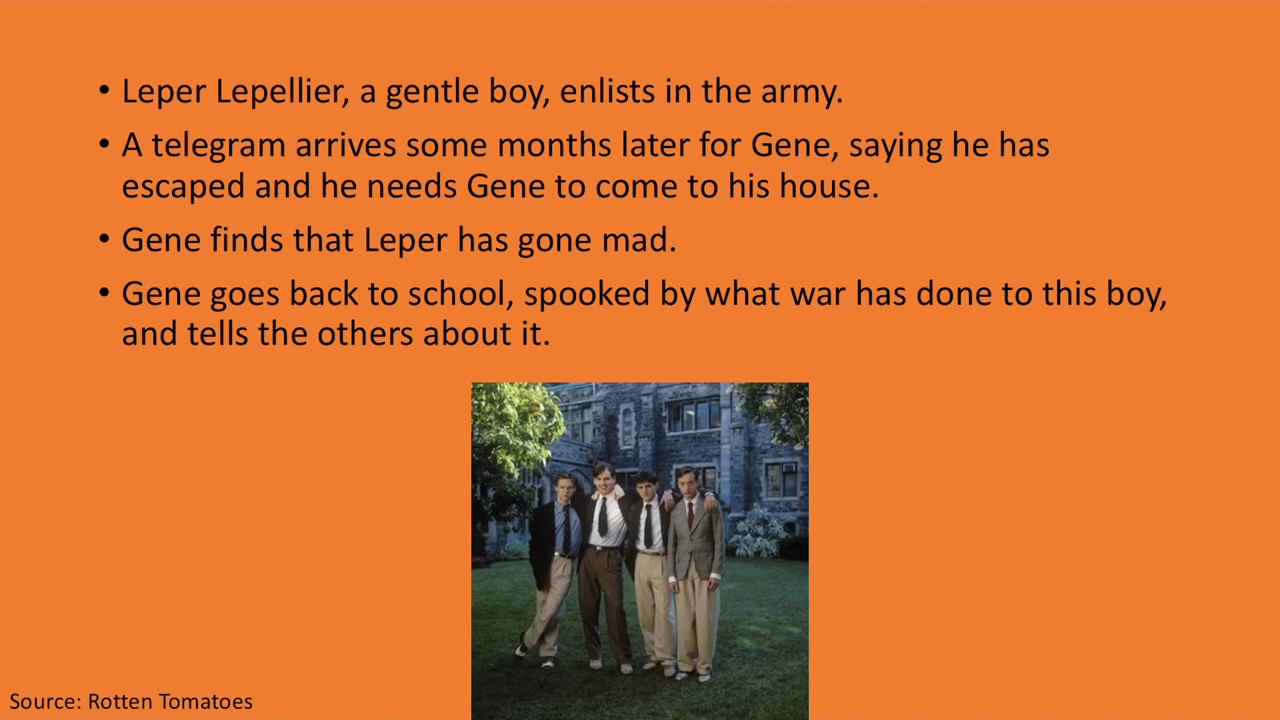 • Leper Lepellier, a gentle boy, enlists in the army.
• A telegram arrives some months later for Gene, saying he has
escaped and he needs Gene to come to his house.
• Gene finds that Leper has gone mad.
• Gene goes back to school, spooked by what war has done to this boy,
and tells the others about it.
Source: Rotten Tomatoes